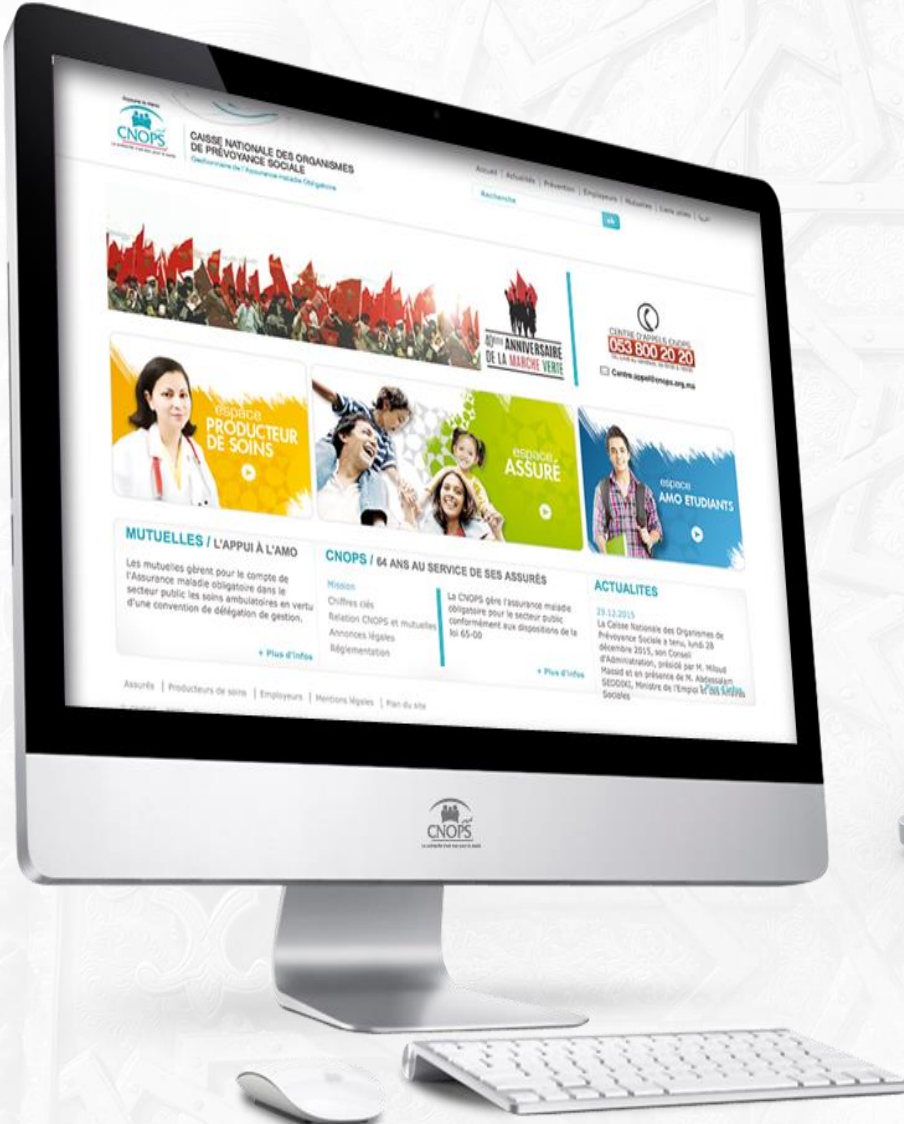 CNOPS
CAISSE NATIONALE DES ORGANISMES
DE PRÉVOYANCE SOCIALE
Gestionnaire de l'Assurance maladie Obligatoire
Accueil | Actualités | Prévention | Employeurs | Mutuelles | Liens utiles | العربية
Recherche
ok
40ème ANNIVERSAIRE
DE LA MARCHE VERTE
CENTRE D'APPELS CNOPS
053 800 20 20
Centre.appel@cnops.org.ma
espace
PRODUCTEUR
DE SOINS
espace
ASSURÉ
espace
AMO ETUDIANTS
MUTUELLES / L'APPUI À L'AMO
Les mutuelles gèrent pour le compte de
l'Assurance maladie obligatoire dans le
secteur public les soins ambulatoires en vertu
d'une convention de délégation de gestion.
+ Plus d'infos
CNOPS / 64 ANS AU SERVICE DE SES ASSURÉS
Mission
Chiffres clés
Relation CNOPS et mutuelles
Annonces légales
Réglementation
La CNOPS gère l'assurance maladie
obligatoire pour le secteur public
conformément aux dispositions de la
loi 65-00
+ Plus d'infos
ACTUALITES
29.12.2015
La Caisse Nationale des Organismes de
Prévoyance Sociale a tenu, lundi 28
décembre 2015, son Conseil
d'Administration, présidé par M. Miloud
Massid et en présence de M. Abdessalam
SEDDIKI, Ministre de l'Emploi et des Affaires
Sociales
+ Plus d'infos
Assurés | Producteurs de soins | Employeurs | Mentions légales | Plan du site
CNOPS